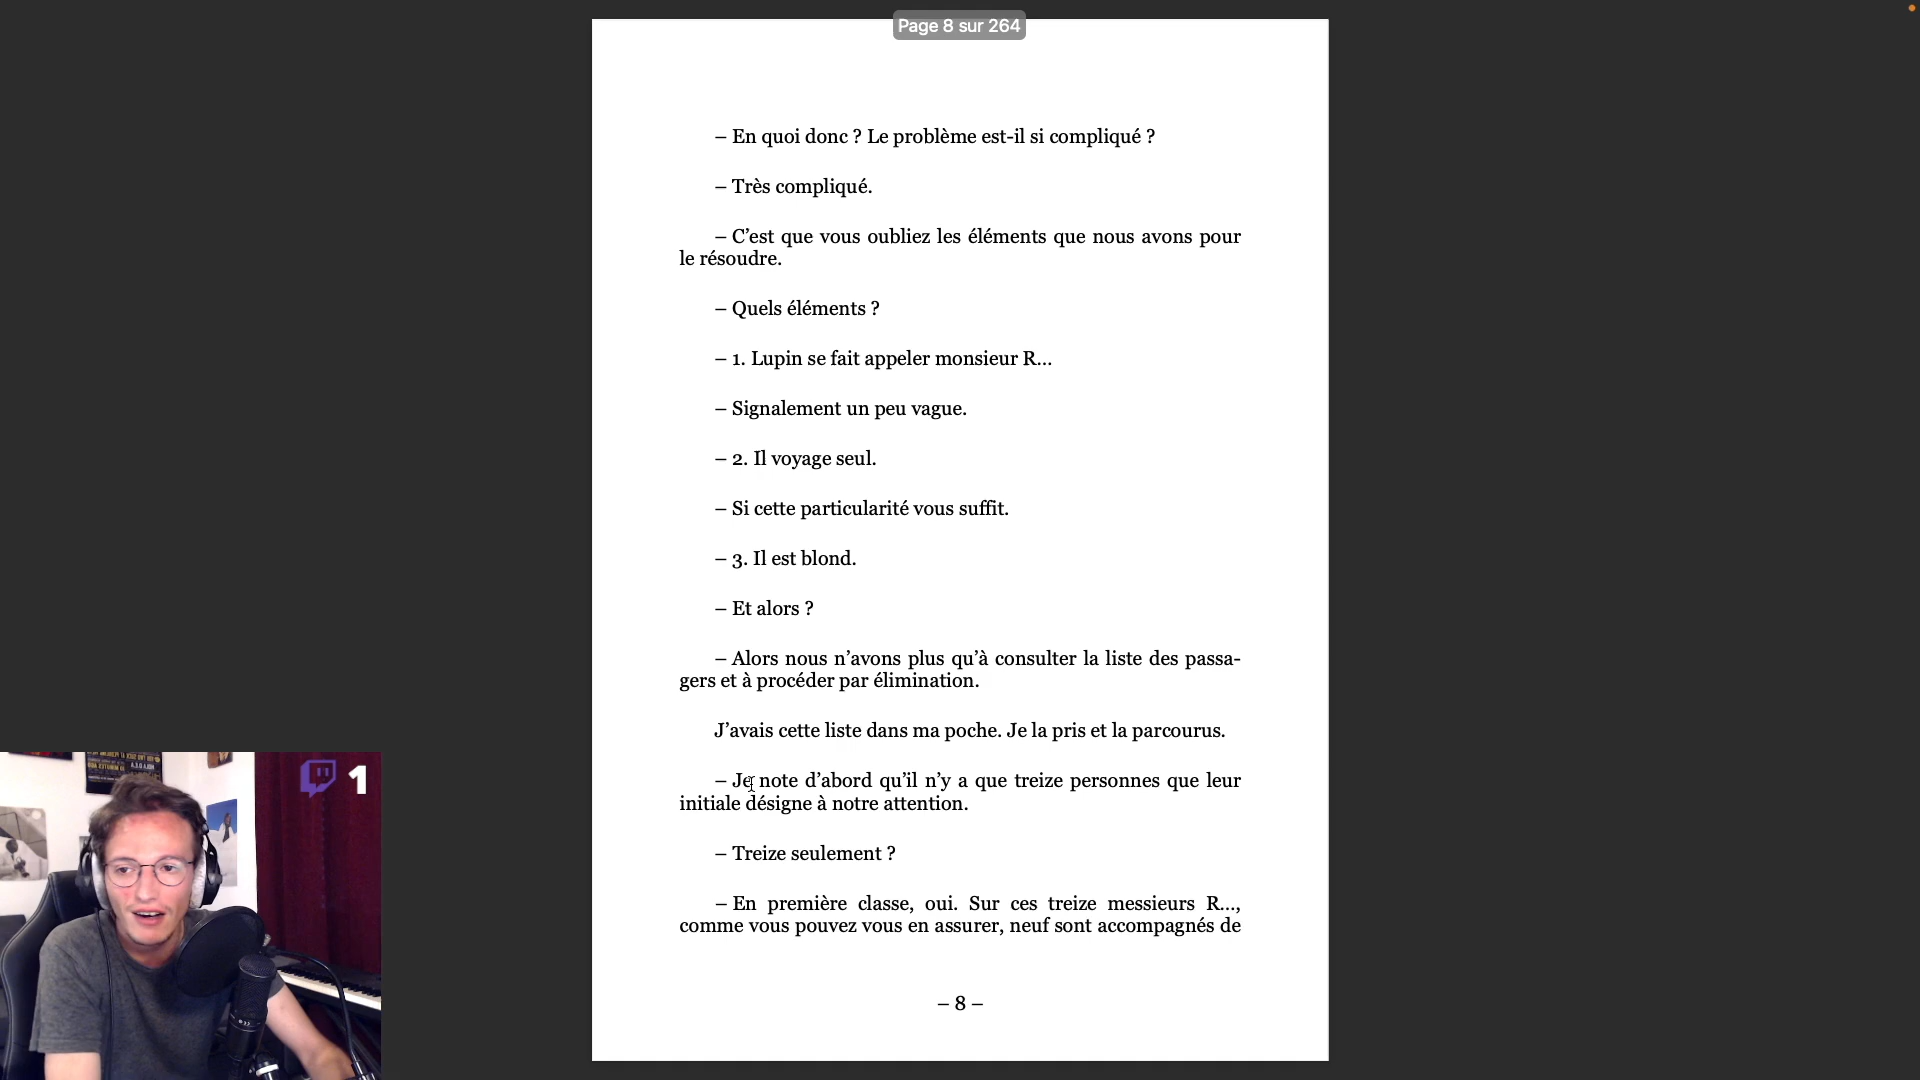 Page 8 sur 264
– En quoi donc ? Le problème est-il si compliqué ?
– Très compliqué.
– C’est que vous oubliez les éléments que nous avons pour
le résoudre.
– Quels éléments ?
– 1. Lupin se fait appeler monsieur R…
– Signalement un peu vague.
– 2. Il voyage seul.
– Si cette particularité vous suffit.
– 3. Il est blond.
– Et alors ?
– Alors nous n’avons plus qu’à consulter la liste des passa-
gers et à procéder par élimination.
J’avais cette liste dans ma poche. Je la pris et la parcourus.
– Je note d’abord qu’il n’y a que treize personnes que leur
initiale désigne à notre attention.
– Treize seulement ?
– En première classe, oui. Sur ces treize messieurs R…,
comme vous pouvez vous en assurer, neuf sont accompagnés de
– 8 –
1